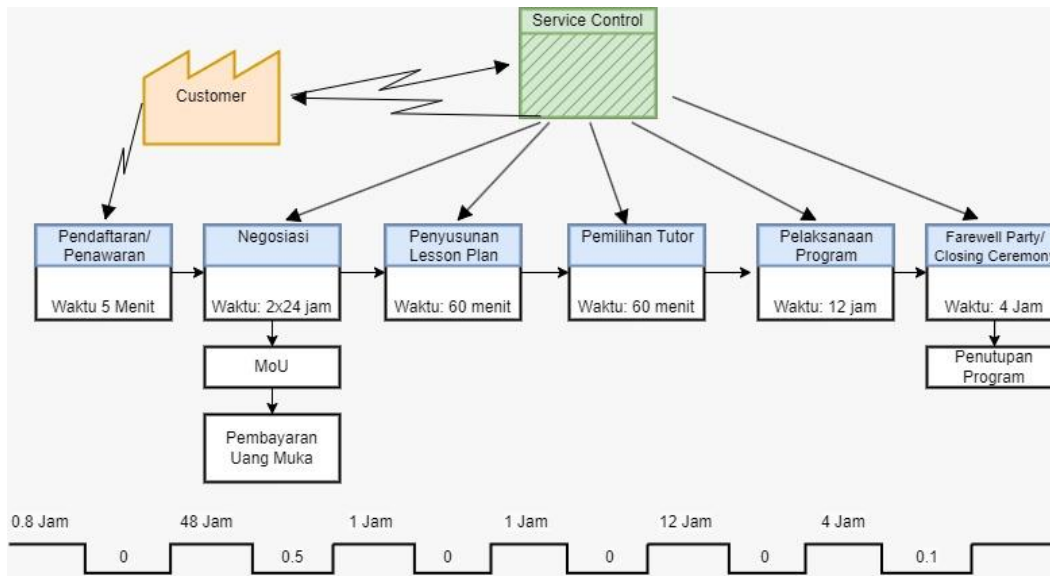 Service Control
Customer
Pendaftaran/
Penawaran
Waktu 5 Menit
Negosiasi
Waktu: 2x24 jam
Penyusunan
Lesson Plan
Waktu: 60 menit
Pemilihan Tutor
Waktu: 60 menit
Pelaksanaan
Program
Waktu: 12 jam
Farewell Party/
Closing Ceremony
Waktu: 4 Jam
MoU
Pembayaran
Uang Muka
Penutupan
Program
0.8 Jam
48 Jam
1 Jam
1 Jam
12 Jam
4 Jam
0
0.5
0
0
0
0.1